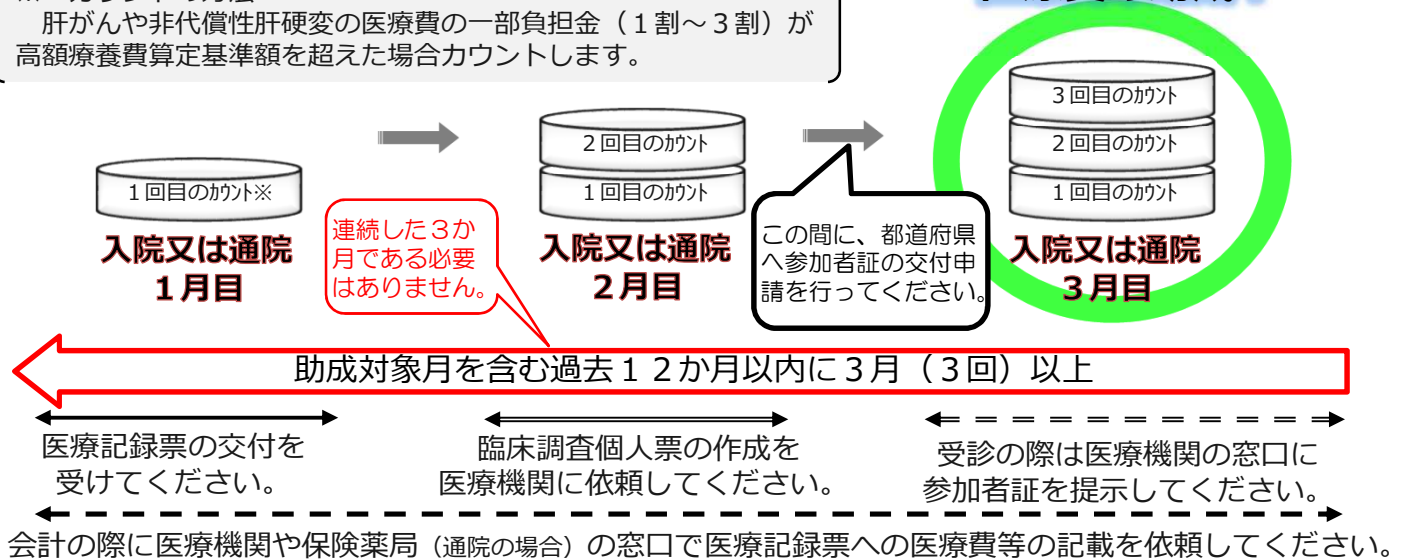 肝がんや非代償性肝硬変の医療費の一部負担金（１割～３割）が
高額療養費算定基準額を超えた場合カウントします。
１回目のｶｳﾝﾄ※
入院又は通院
１月目
連続した３か
月である必要
はありません。
２回目のｶｳﾝﾄ
１回目のｶｳﾝﾄ
入院又は通院
２月目
この間に、都道府県
へ参加者証の交付申
請を行ってください。
３回目のｶｳﾝﾄ
２回目のｶｳﾝﾄ
１回目のｶｳﾝﾄ
入院又は通院
３月目
助成対象月を含む過去１２か月以内に３月（３回）以上
医療記録票の交付を
受けてください。
臨床調査個人票の作成を
医療機関に依頼してください。
受診の際は医療機関の窓口に
参加者証を提示してください。
会計の際に医療機関や保険薬局（通院の場合）の窓口で医療記録票への医療費等の記載を依頼してください。